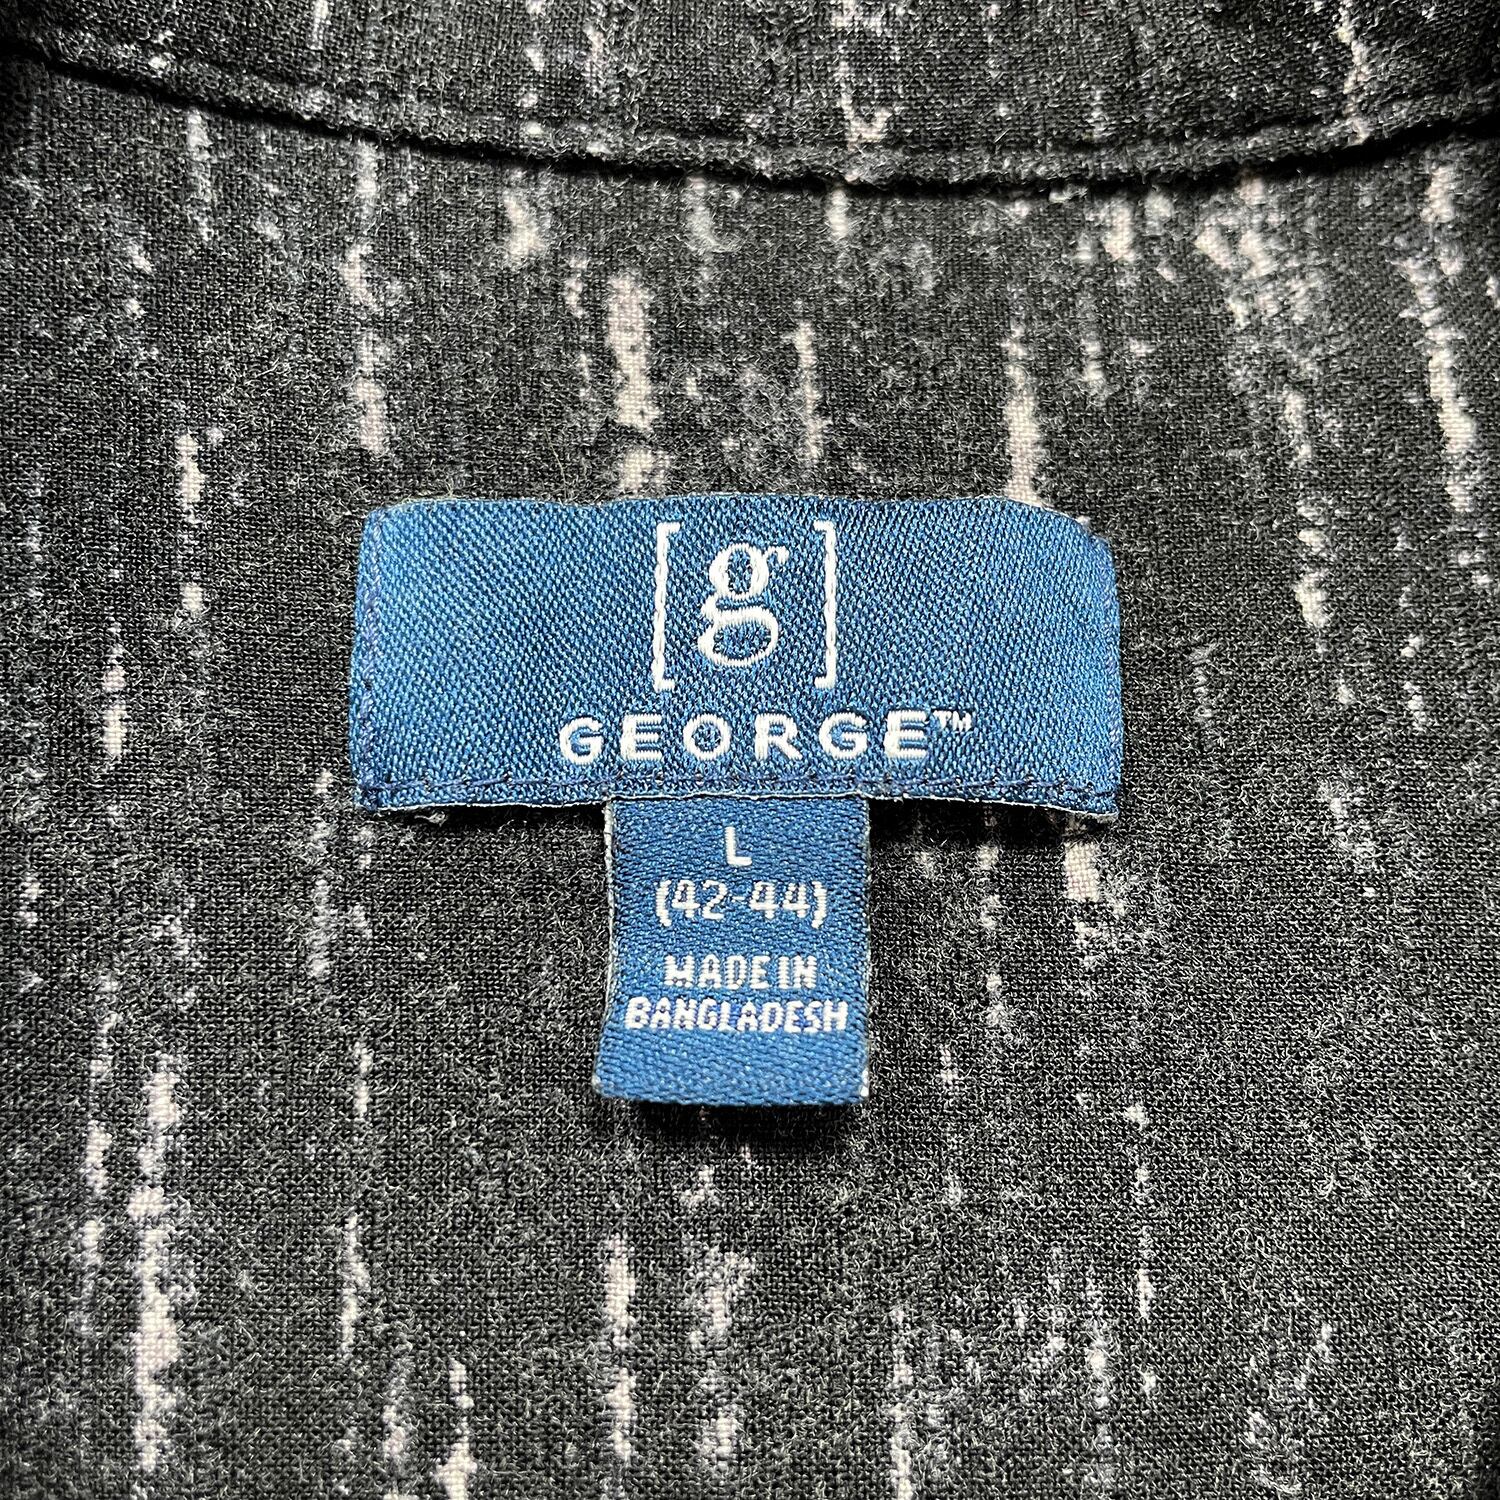 [g]
GEORGE™
L
(42-44)
MADE IN
BANGLADESH